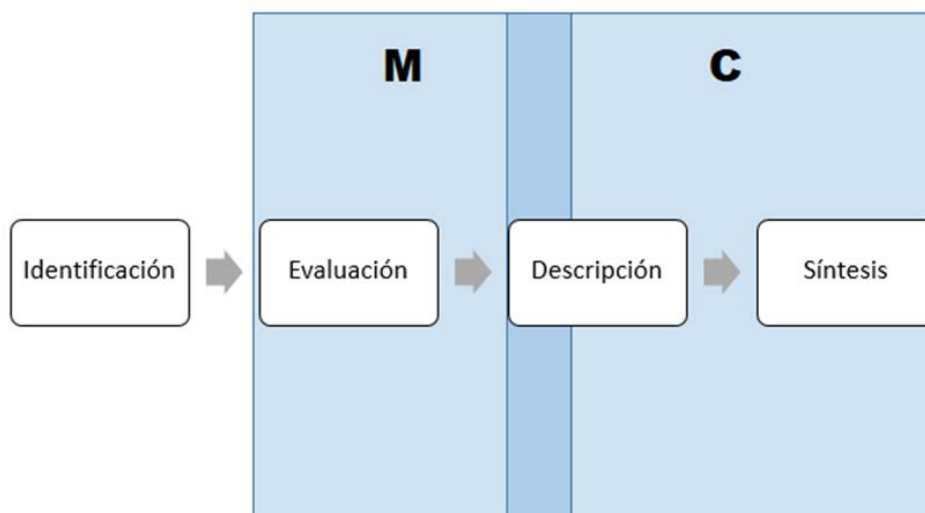 M
C
Identificación
Evaluación
Descripción
Síntesis